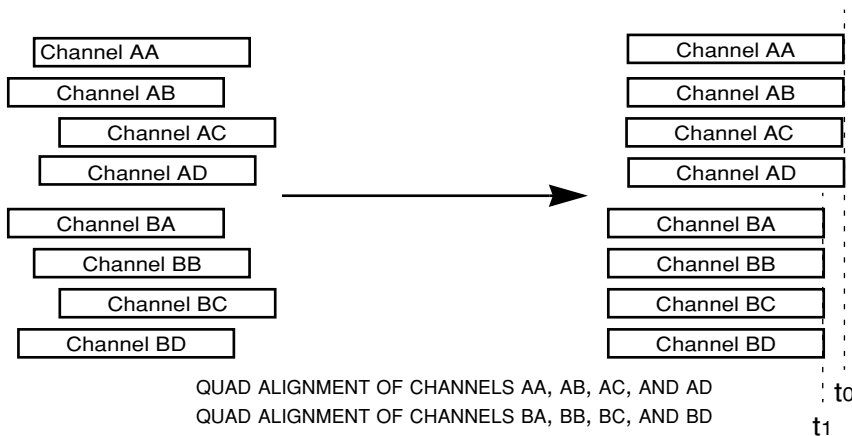 Channel AA
Channel AB
Channel AC
Channel AD
Channel BA
Channel BB
Channel BC
Channel BD
Channel AA
Channel AB
Channel AC
Channel AD
Channel BA
Channel BB
Channel BC
Channel BD
QUAD ALIGNMENT OF CHANNELS AA, AB, AC, AND AD
QUAD ALIGNMENT OF CHANNELS BA, BB, BC, AND BD
t0
t1